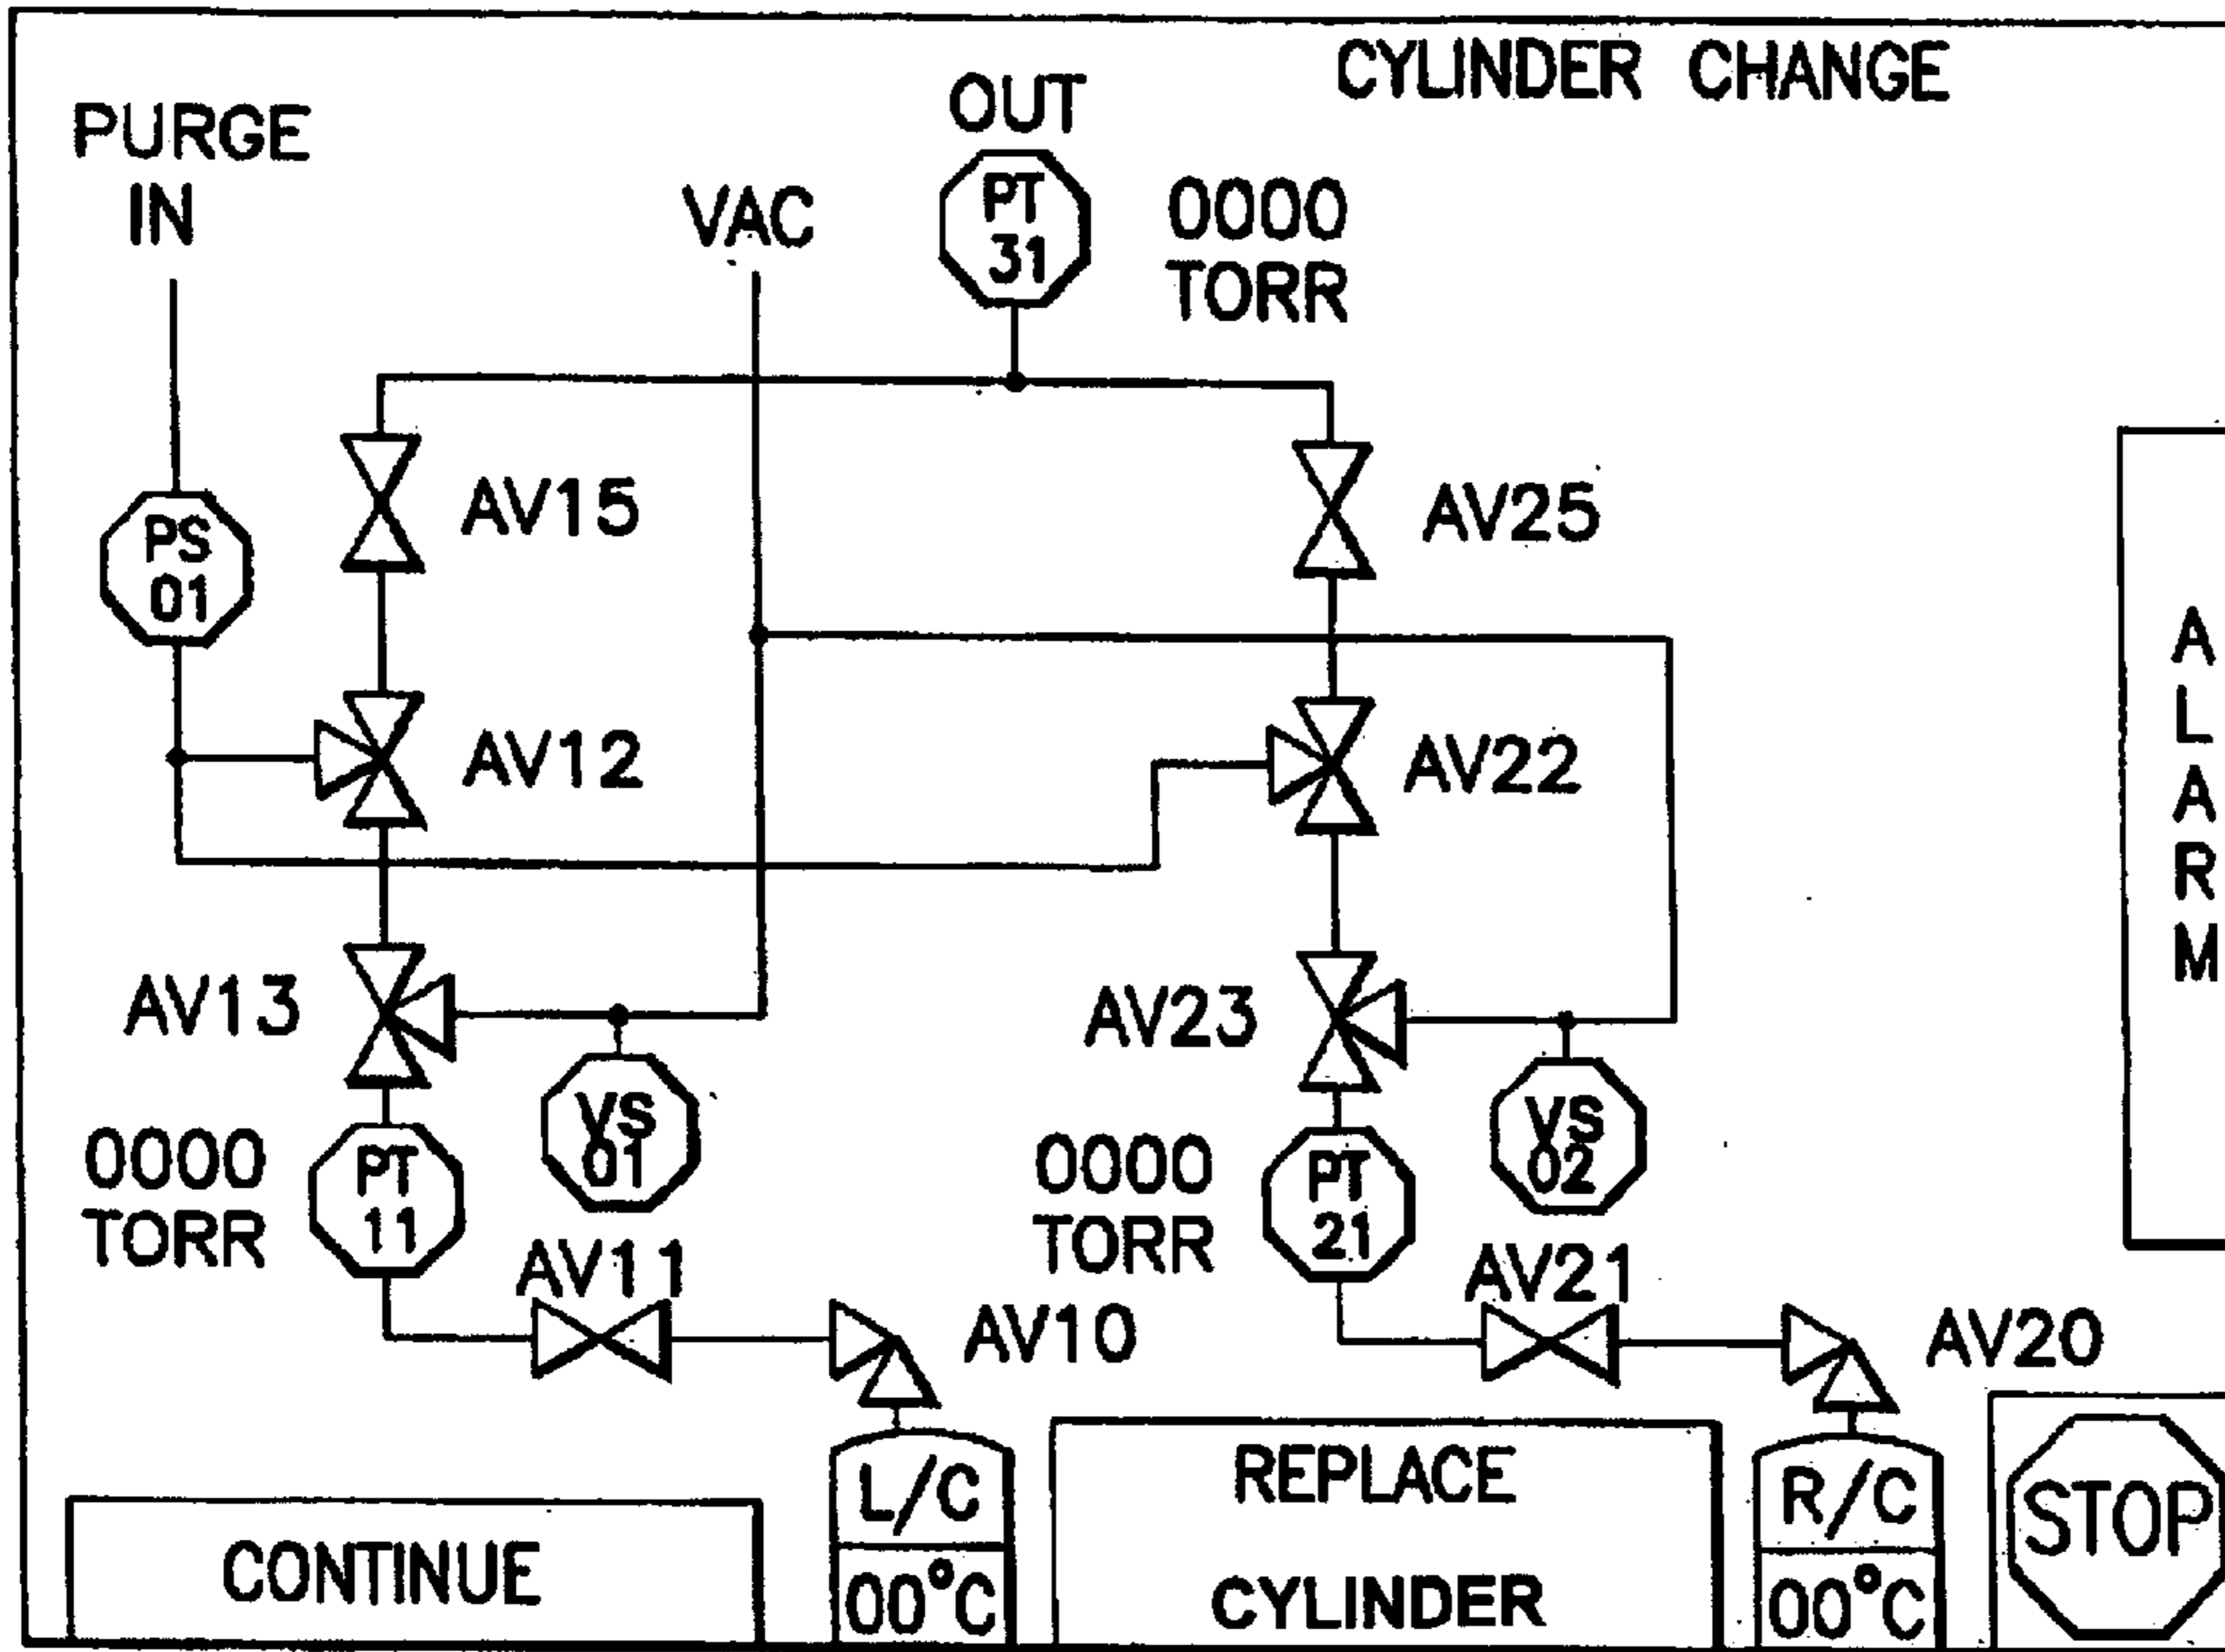 CYLINDER CHANGE
PURGE
IN
VAC
OUT
PT
31
0000
TORR
PS
01
AV15
AV25
AV12
AV22
AV13
AV23
VS
01
VS
02
0000
TORR
PT
11
0000
TORR
PT
21
AV11
AV10
AV21
AV20
CONTINUE
L/C
00°C
REPLACE
CYLINDER
R/C
00°C
STOP
A
L
A
R
M